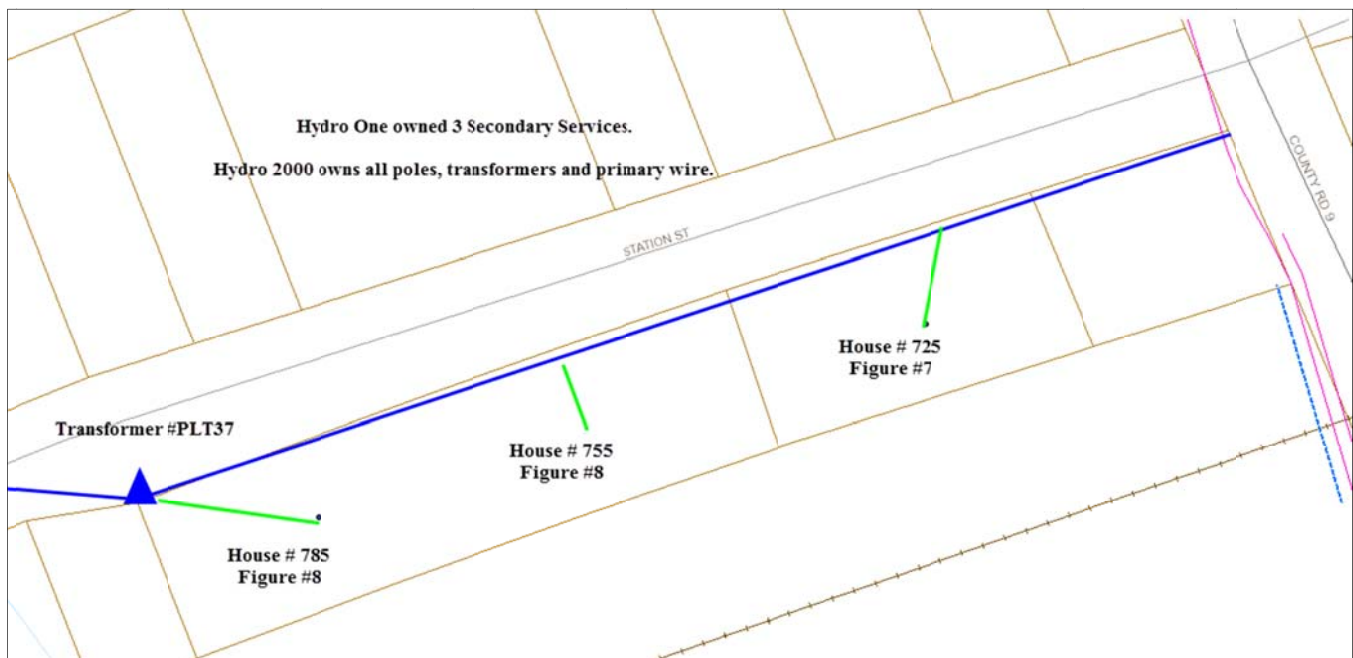 Hydro One owned 3 Secondary Services.
Hydro 2000 owns all poles, transformers and primary wire.
COUNTY RD 9
STATION ST
House # 725
Figure #7
Transformer #PLT37
House # 755
Figure #8
House # 785
Figure #8